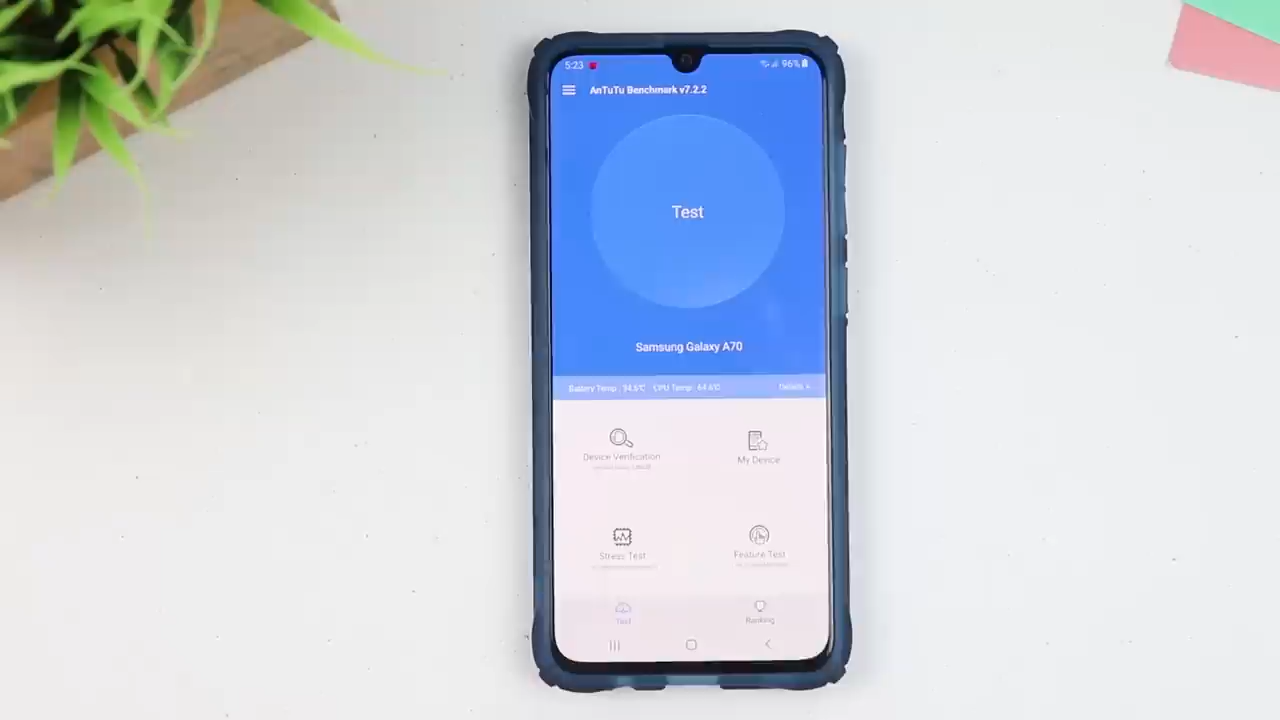 5:23 96%
AnTuTu Benchmark v7.2.2
Test
Samsung Galaxy A70
Battery Temp : 34.5℃ CPU Temp : 64.6℃ Details
Device Verification My Device
Stress Test Feature Test
Test Ranking